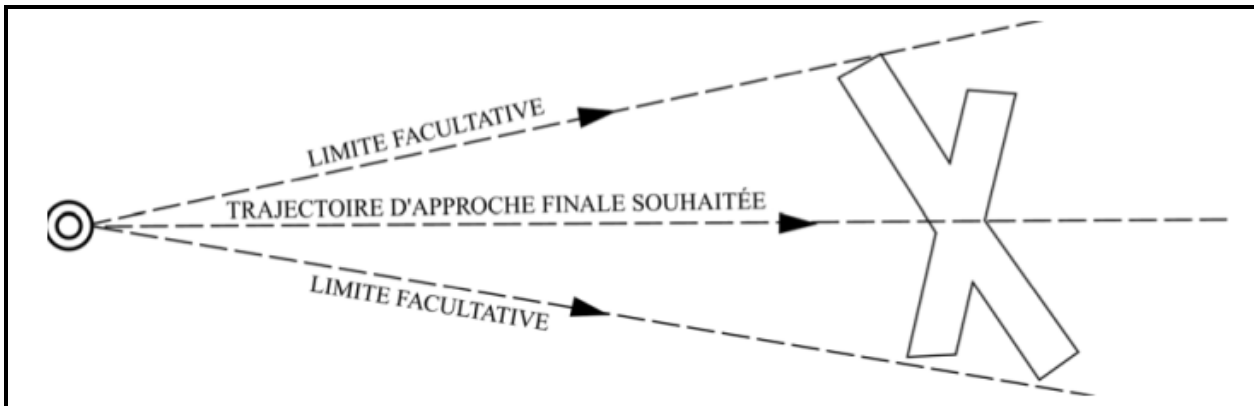 LIMITE FACULTATIVE
TRAJECTOIRE D'APPROCHE FINALE SOUHAITÉE
LIMITE FACULTATIVE